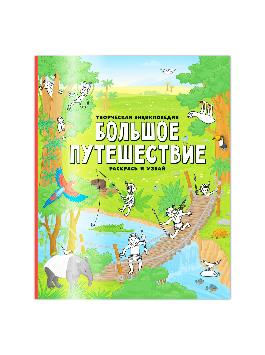 ТВОРЧЕСКАЯ ЭНЦИКЛОПЕДИЯ
БОЛЬШОЕ
ПУТЕШЕСТВИЕ
РАСКРАСЬ И УЗНАЙ